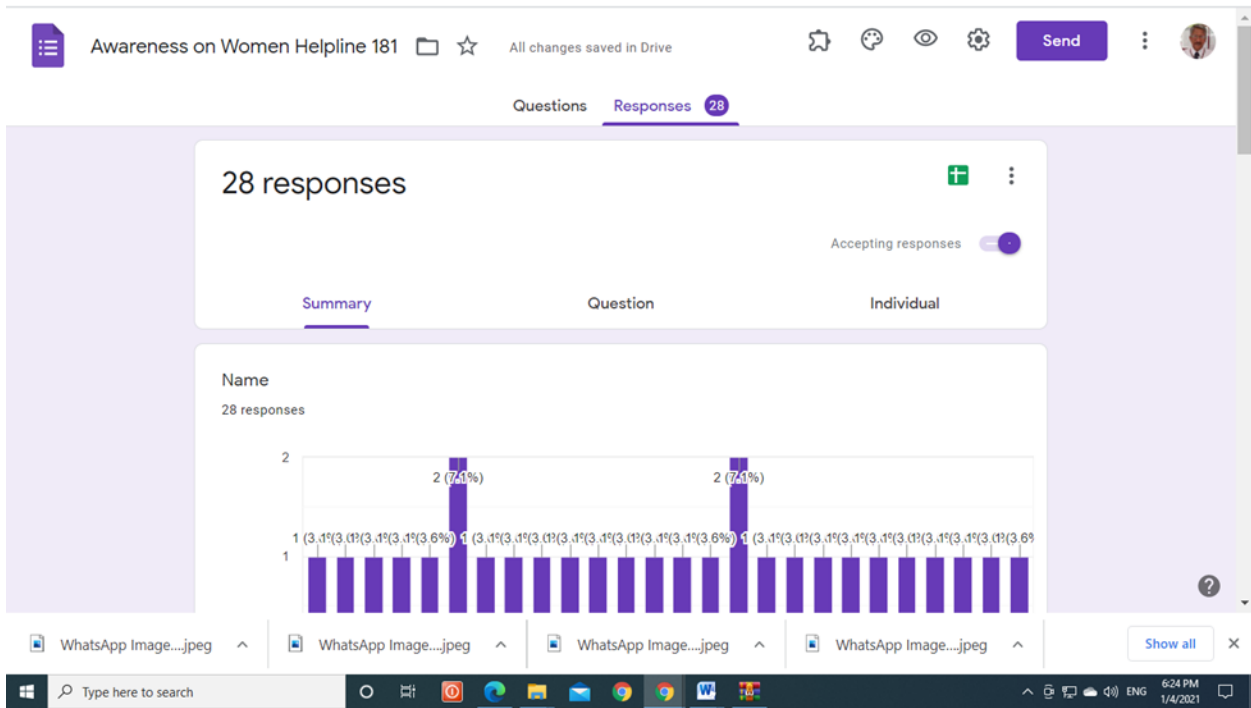 Awareness on Women Helpline 181
All changes saved in Drive
Send
Questions Responses 28
28 responses
Accepting responses
Summary Question Individual
Name
28 responses
2
2 (7.1%) 2 (7.1%)
1
WhatsApp Image....jpeg WhatsApp Image....jpeg WhatsApp Image....jpeg WhatsApp Image....jpeg Show all
Type here to search
ENG
6:24 PM
1/4/2021